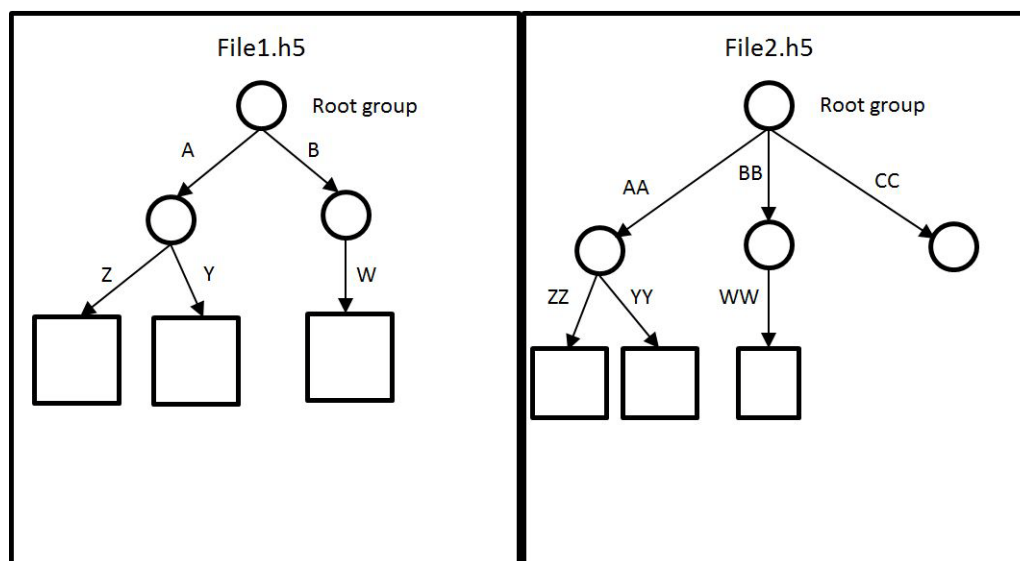 File1.h5
Root group
A
B
Z
Y
W
File2.h5
Root group
AA
BB
CC
ZZ
YY
WW